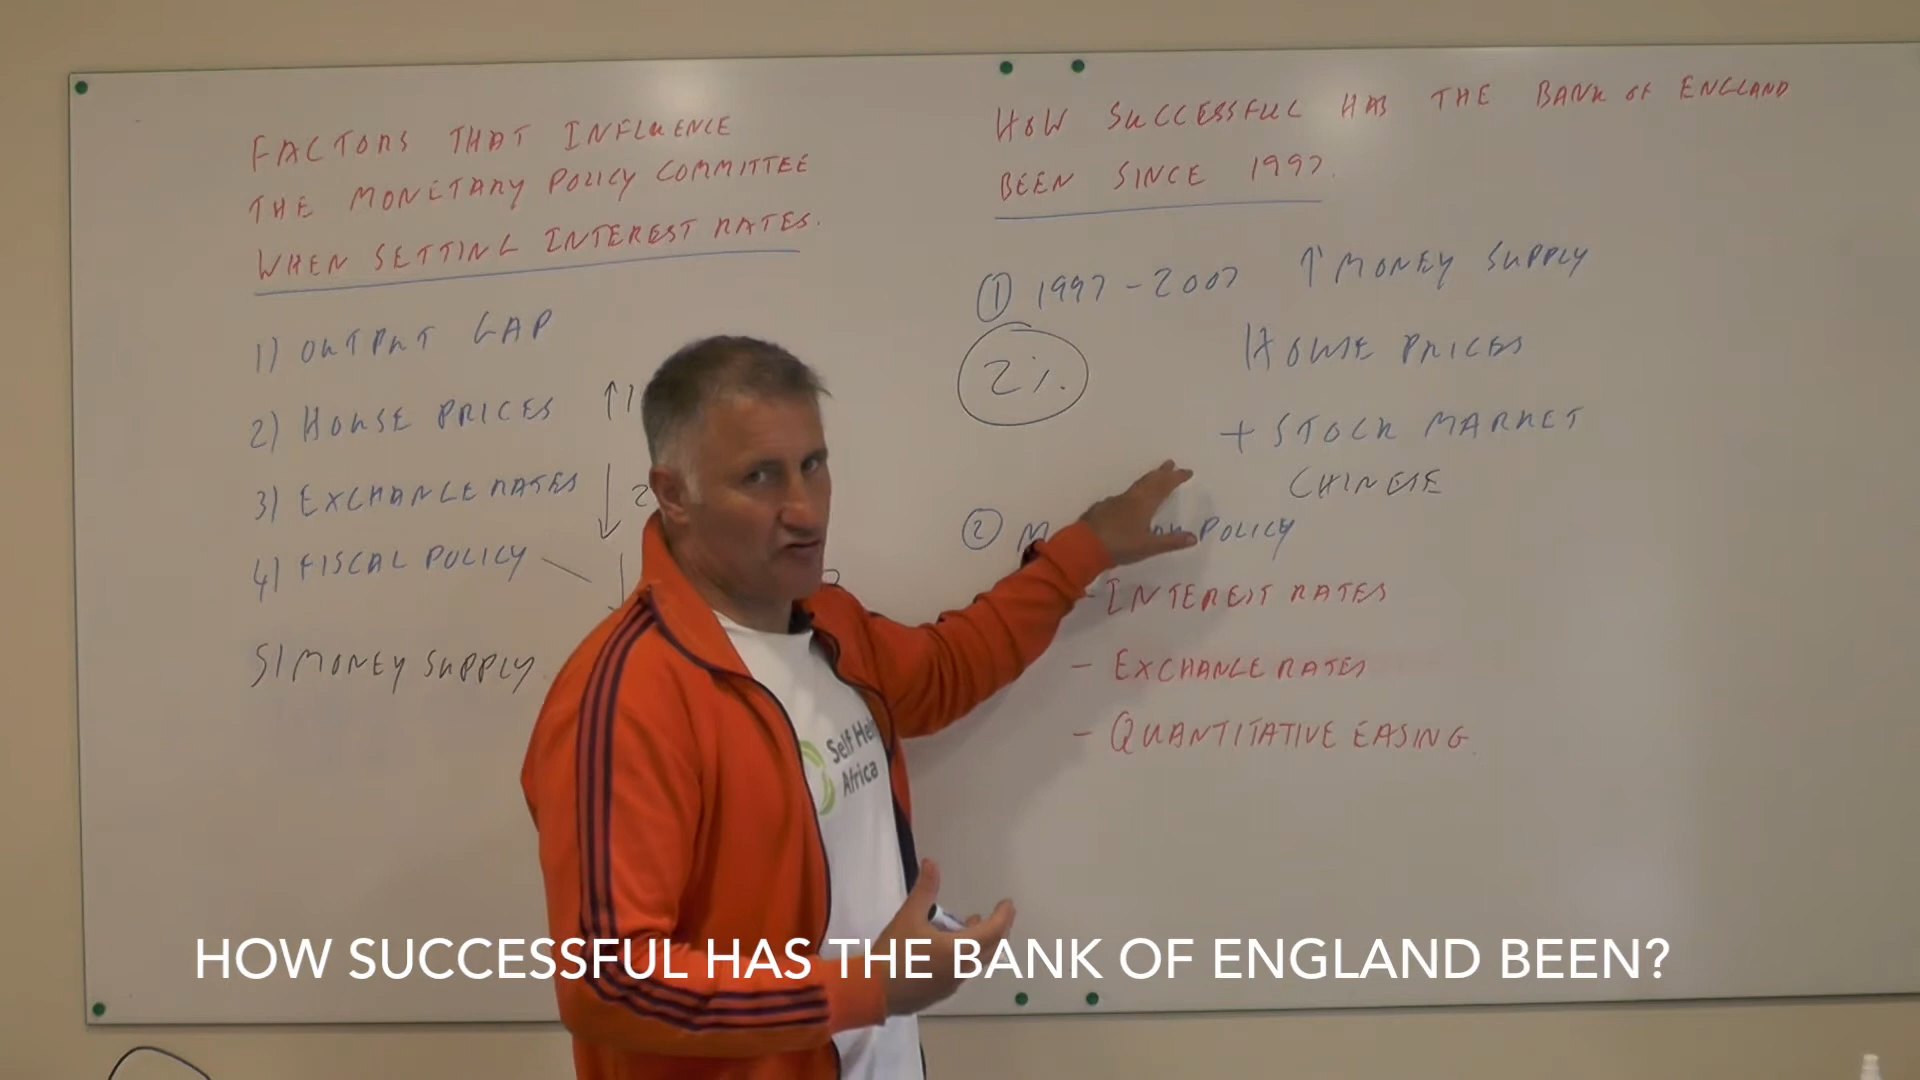 FACTORS THAT INFLUENCE
THE MONETARY POLICY COMMITTEE
WHEN SETTING INTEREST RATES.
1) OUTPUT GAP
2) HOUSE PRICES ↑1
3) EXCHANGE RATES ↓ 2
4) FISCAL POLICY ↓
5) MONEY SUPPLY
HOW SUCCESSFUL HAS THE BANK OF ENGLAND
BEEN SINCE 1997.
① 1997 - 2007 ↑ MONEY SUPPLY
2%. HOUSE PRICES
+ STOCK MARKET
CHINESE
② POLICY
- INTEREST RATES
- EXCHANGE RATES
- QUANTITATIVE EASING.
Self Help
Africa
HOW SUCCESSFUL HAS THE BANK OF ENGLAND BEEN?